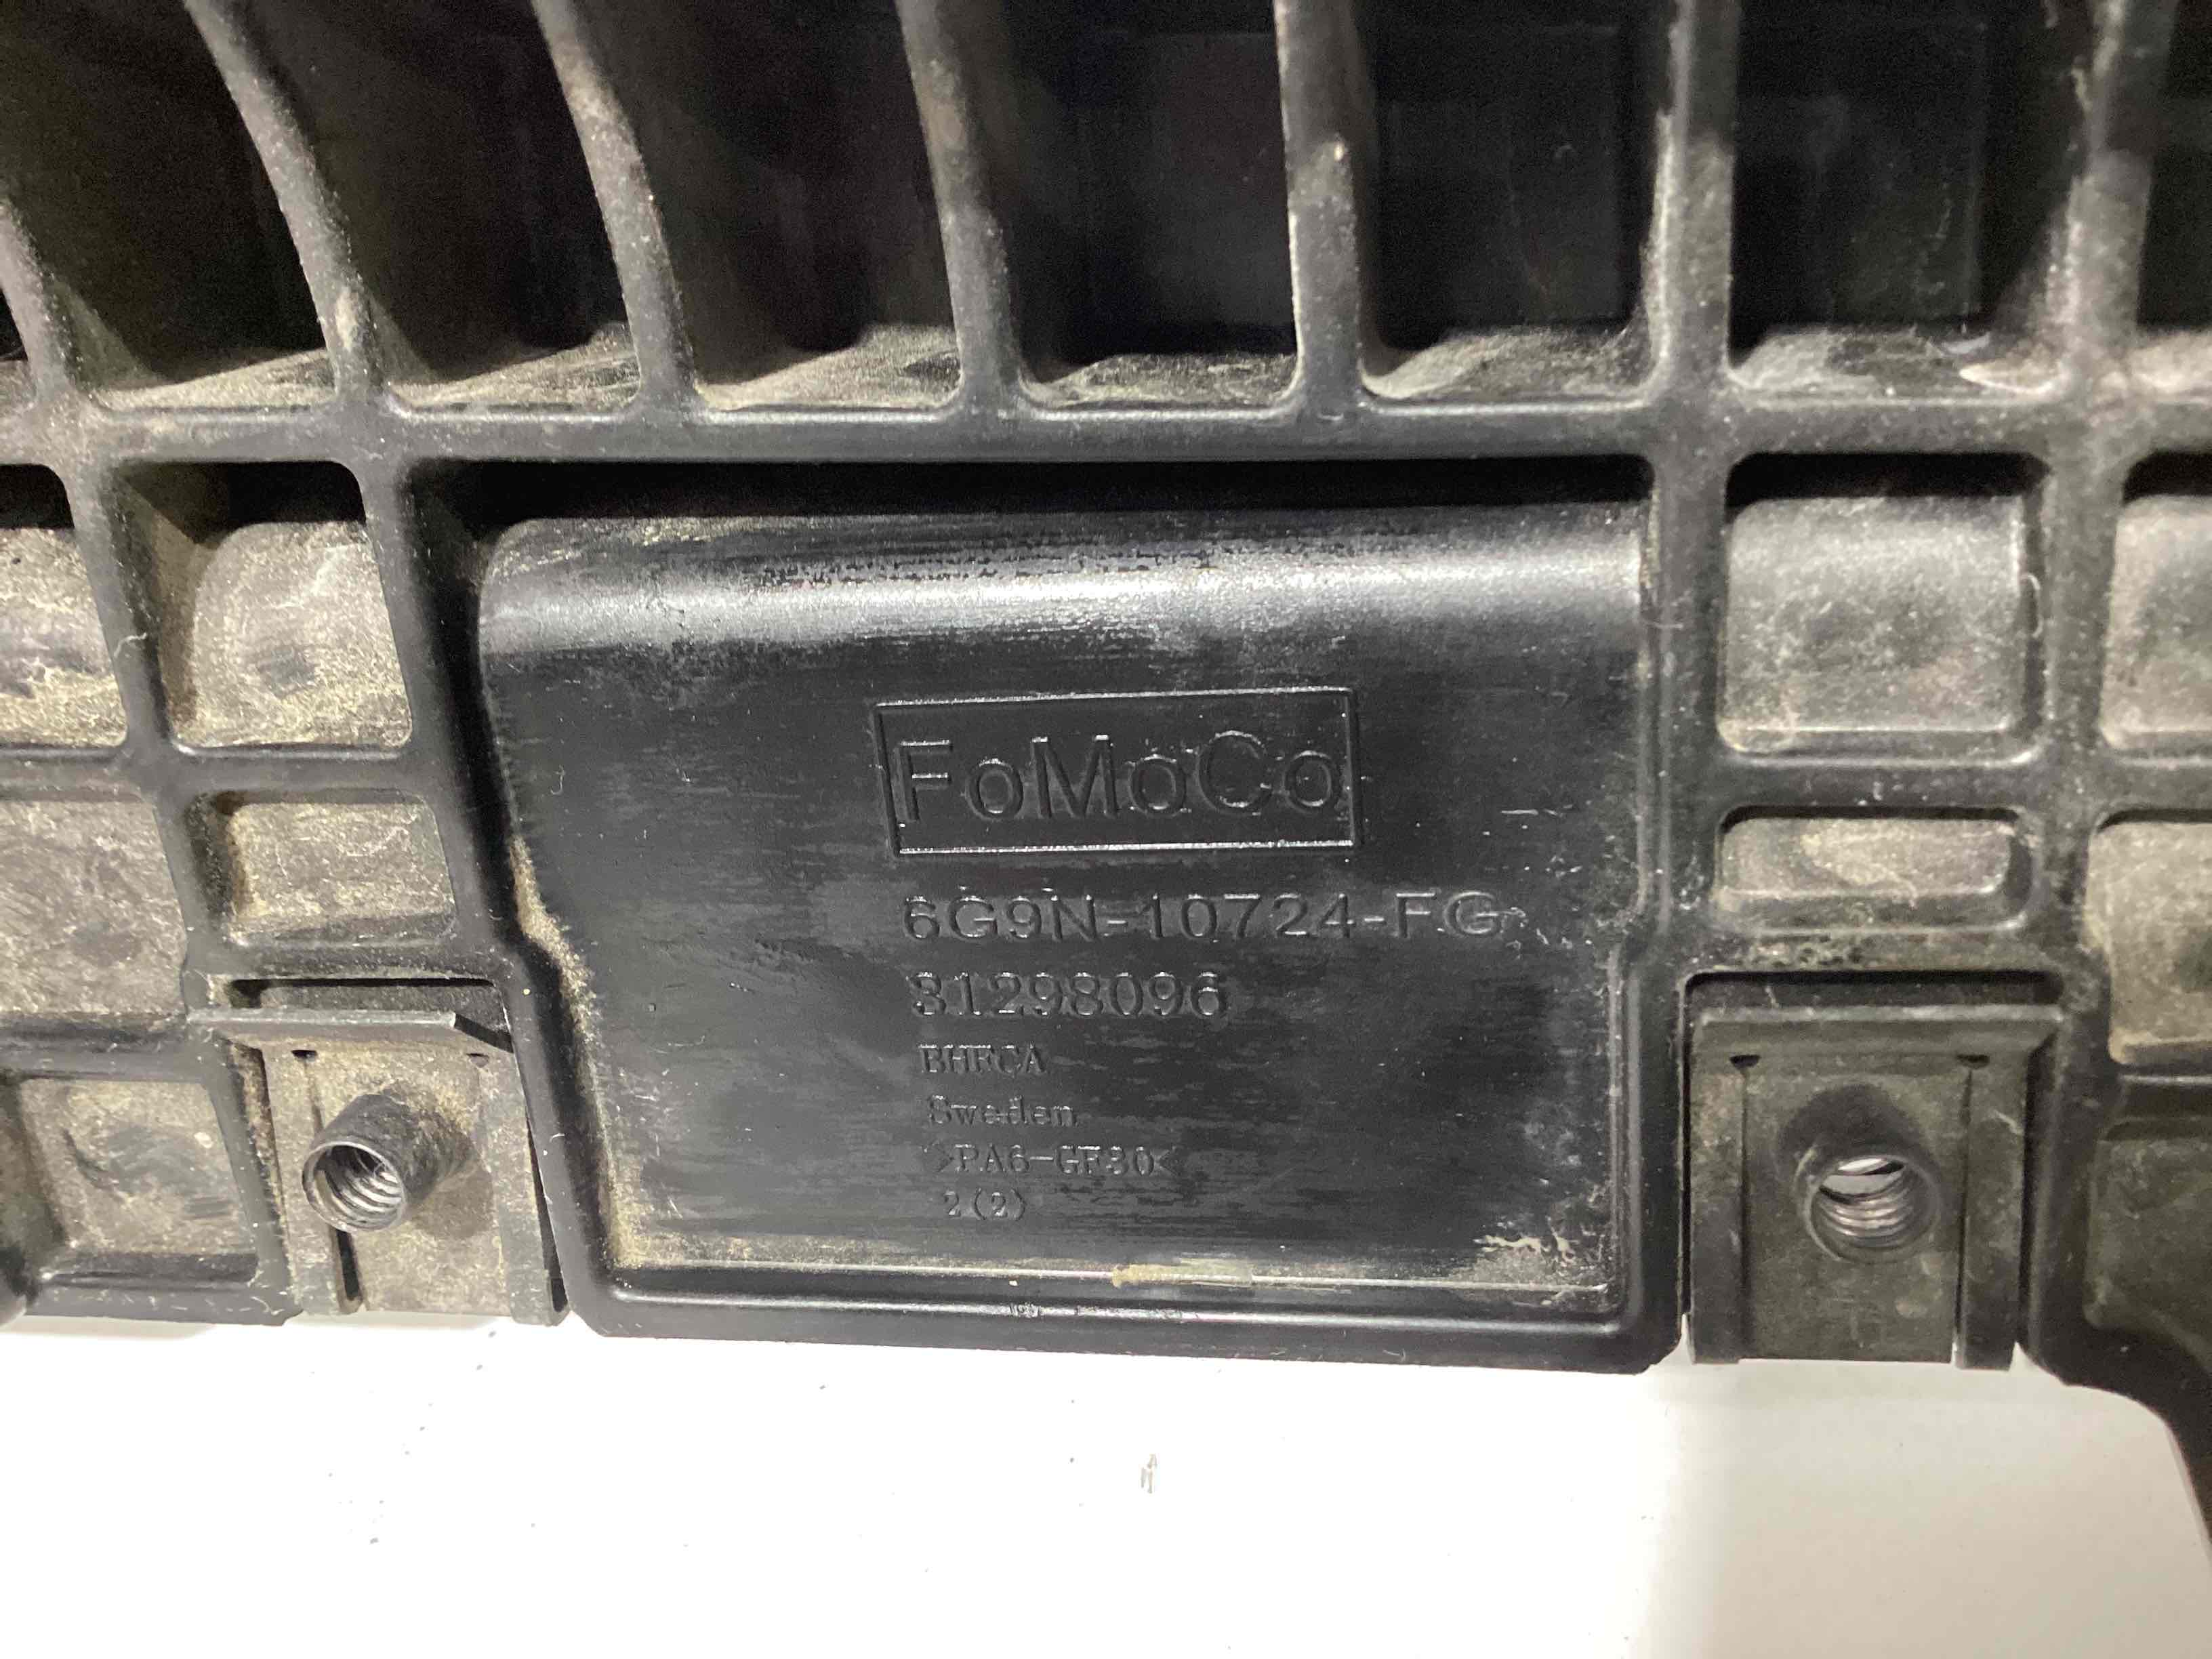 FoMoCo
6G9N-10724-FG
31298096
BHFCA
Sweden
>PA6-GF30<
2(2)